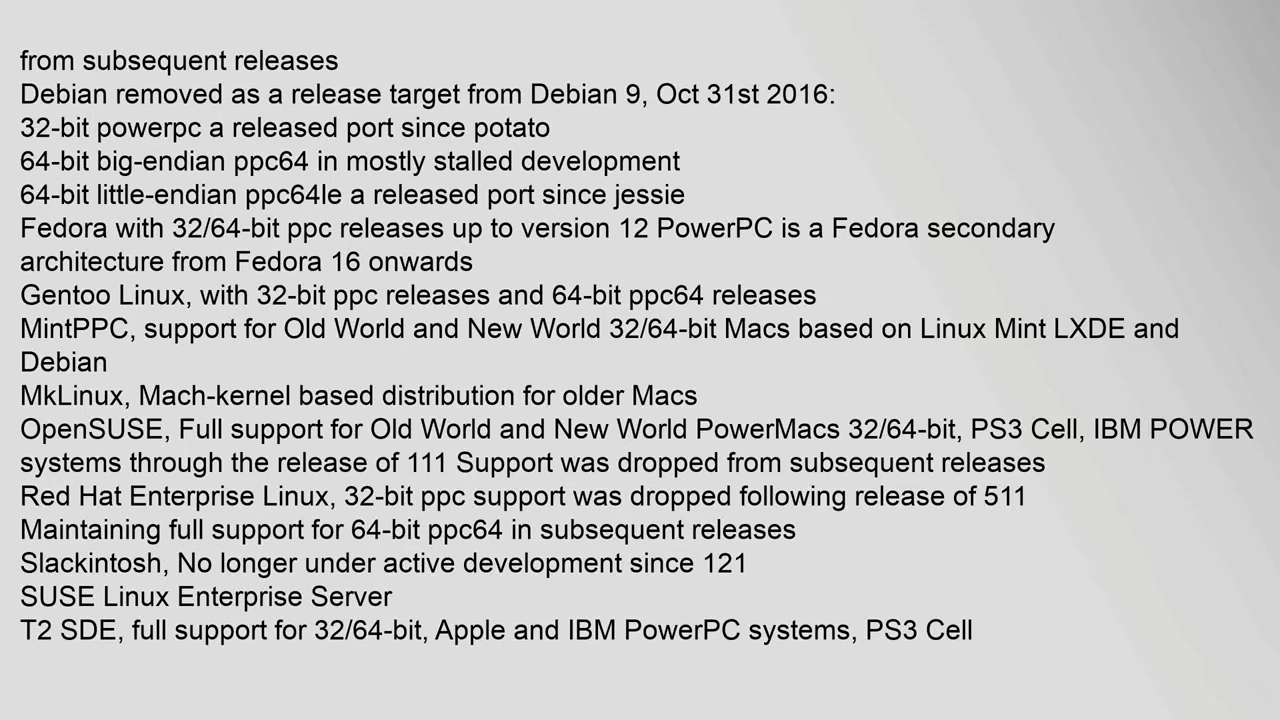 from subsequent releases
Debian removed as a release target from Debian 9, Oct 31st 2016:
32-bit powerpc a released port since potato
64-bit big-endian ppc64 in mostly stalled development
64-bit little-endian ppc64le a released port since jessie
Fedora with 32/64-bit ppc releases up to version 12 PowerPC is a Fedora secondary
architecture from Fedora 16 onwards
Gentoo Linux, with 32-bit ppc releases and 64-bit ppc64 releases
MintPPC, support for Old World and New World 32/64-bit Macs based on Linux Mint LXDE and
Debian
MkLinux, Mach-kernel based distribution for older Macs
OpenSUSE, Full support for Old World and New World PowerMacs 32/64-bit, PS3 Cell, IBM POWER
systems through the release of 111 Support was dropped from subsequent releases
Red Hat Enterprise Linux, 32-bit ppc support was dropped following release of 511
Maintaining full support for 64-bit ppc64 in subsequent releases
Slackintosh, No longer under active development since 121
SUSE Linux Enterprise Server
T2 SDE, full support for 32/64-bit, Apple and IBM PowerPC systems, PS3 Cell